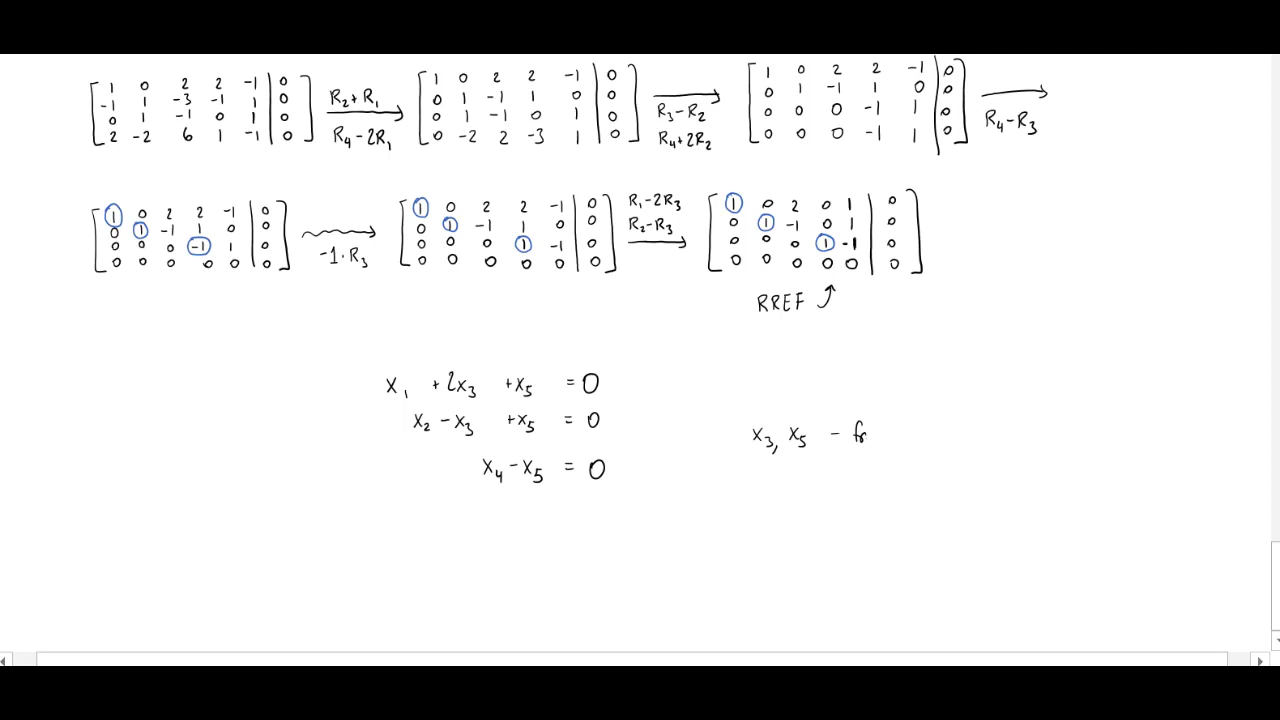 [ 1 0 2 2 -1 | 0 ] R₂+R₁ [ 1 0 2 2 -1 | 0 ] R₃-R₂ [ 1 0 2 2 -1 | 0 ] R₄-R₃
[ -1 1 -3 -1 1 | 0 ] R₄-2R₁ [ 0 1 -1 1 0 | 0 ] R₄+2R₂ [ 0 1 -1 1 0 | 0 ]
[ 0 1 -1 0 1 | 0 ] [ 0 1 -1 0 1 | 0 ] [ 0 0 0 -1 1 | 0 ]
[ 2 -2 6 1 -1 | 0 ] [ 0 -2 2 -3 1 | 0 ] [ 0 0 0 -1 1 | 0 ]
[ 1 0 2 2 -1 | 0 ] -1·R₃ [ 1 0 2 2 -1 | 0 ] R₁-2R₃ [ 1 0 2 0 1 | 0 ]
[ 0 1 -1 1 0 | 0 ] [ 0 1 -1 1 0 | 0 ] R₂-R₃ [ 0 1 -1 0 1 | 0 ]
[ 0 0 0 -1 1 | 0 ] [ 0 0 0 1 -1 | 0 ] [ 0 0 0 1 -1 | 0 ]
[ 0 0 0 0 0 | 0 ] [ 0 0 0 0 0 | 0 ] [ 0 0 0 0 0 | 0 ]
RREF
x₁ +2x₃ +x₅ = 0
x₂ - x₃ +x₅ = 0
x₃, x₅ - fr
x₄ - x₅ = 0